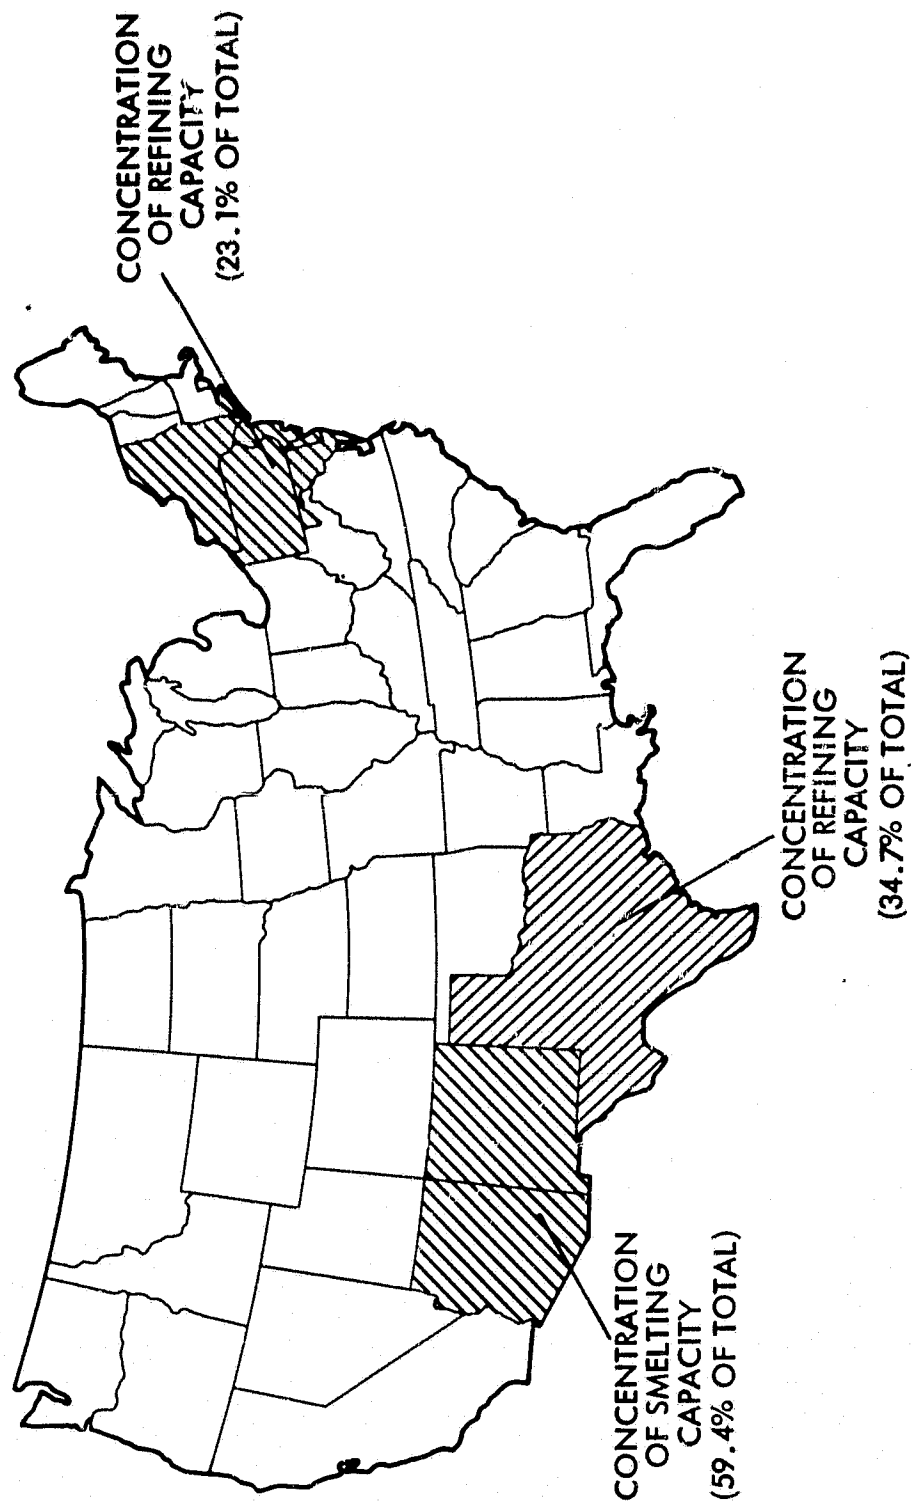 CONCENTRATION
OF REFINING
CAPACITY
(23.1% OF TOTAL)
CONCENTRATION
OF REFINING
CAPACITY
(34.7% OF TOTAL)
CONCENTRATION
OF SMELTING
CAPACITY
(59.4% OF TOTAL)